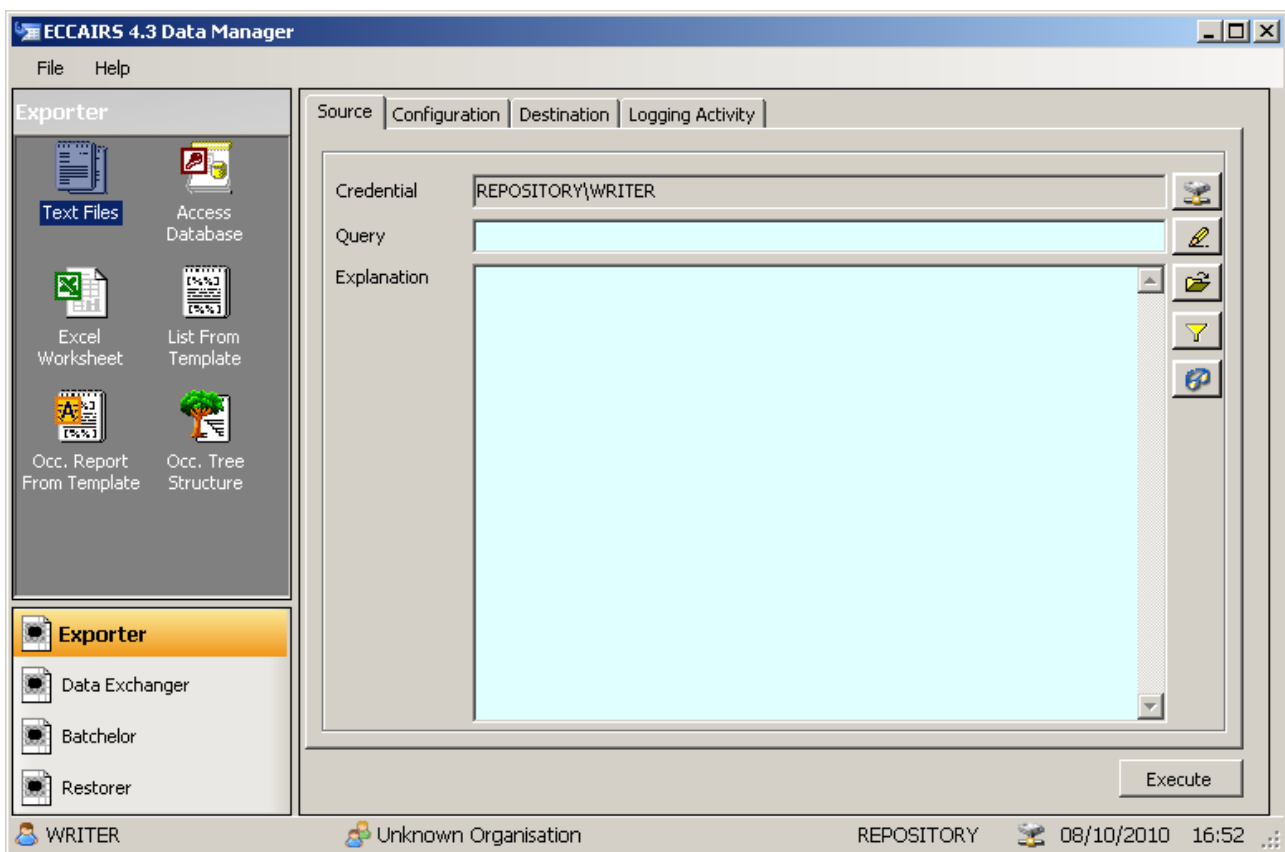 ECCAIRS 4.3 Data Manager
File Help
Exporter
Text Files
Access
Database
Excel
Worksheet
List From
Template
Occ. Report
From Template
Occ. Tree
Structure
Exporter
Data Exchanger
Batchelor
Restorer
Source Configuration Destination Logging Activity
Credential REPOSITORY\WRITER
Query
Explanation
Execute
WRITER Unknown Organisation REPOSITORY 08/10/2010 16:52